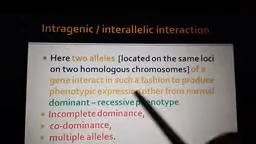 Intragenic / interallelic interaction
• Here two alleles [located on the same loci
on two homologous chromosomes] of a
gene interact in such a fashion to produce
phenotypic expression other from normal
dominant – recessive phenotype
• Incomplete dominance,
• co-dominance,
• multiple alleles.